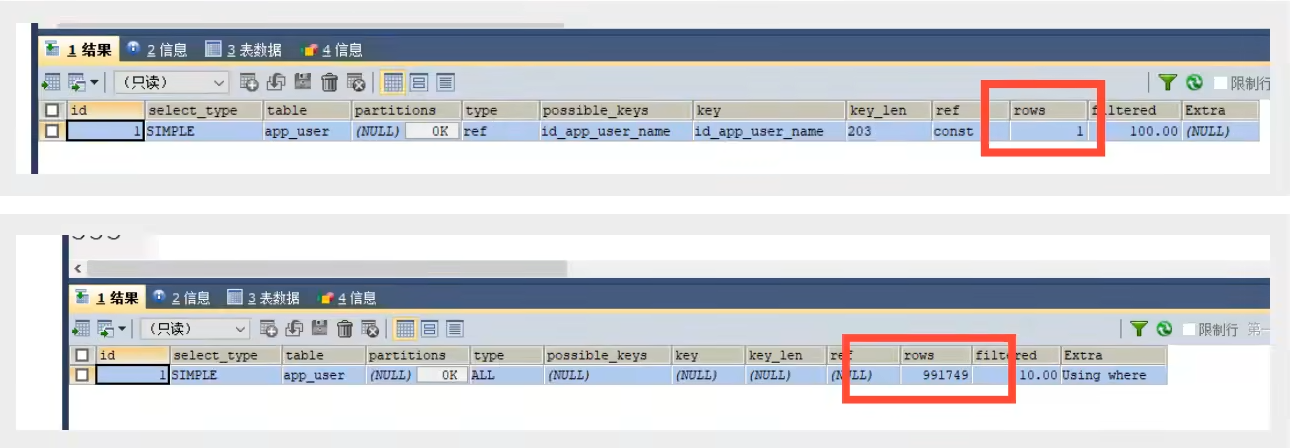 1 结果 2 信息 3 表数据 4 信息
（只读） 限制行
id select_type table partitions type possible_keys key key_len ref rows filtered Extra
1 SIMPLE app_user (NULL) 0K ref id_app_user_name id_app_user_name 203 const 1 100.00 (NULL)
1 结果 2 信息 3 表数据 4 信息
（只读） 限制行 第一
id select_type table partitions type possible_keys key key_len ref rows filtered Extra
1 SIMPLE app_user (NULL) 0K ALL (NULL) (NULL) (NULL) (NULL) 991749 10.00 Using where